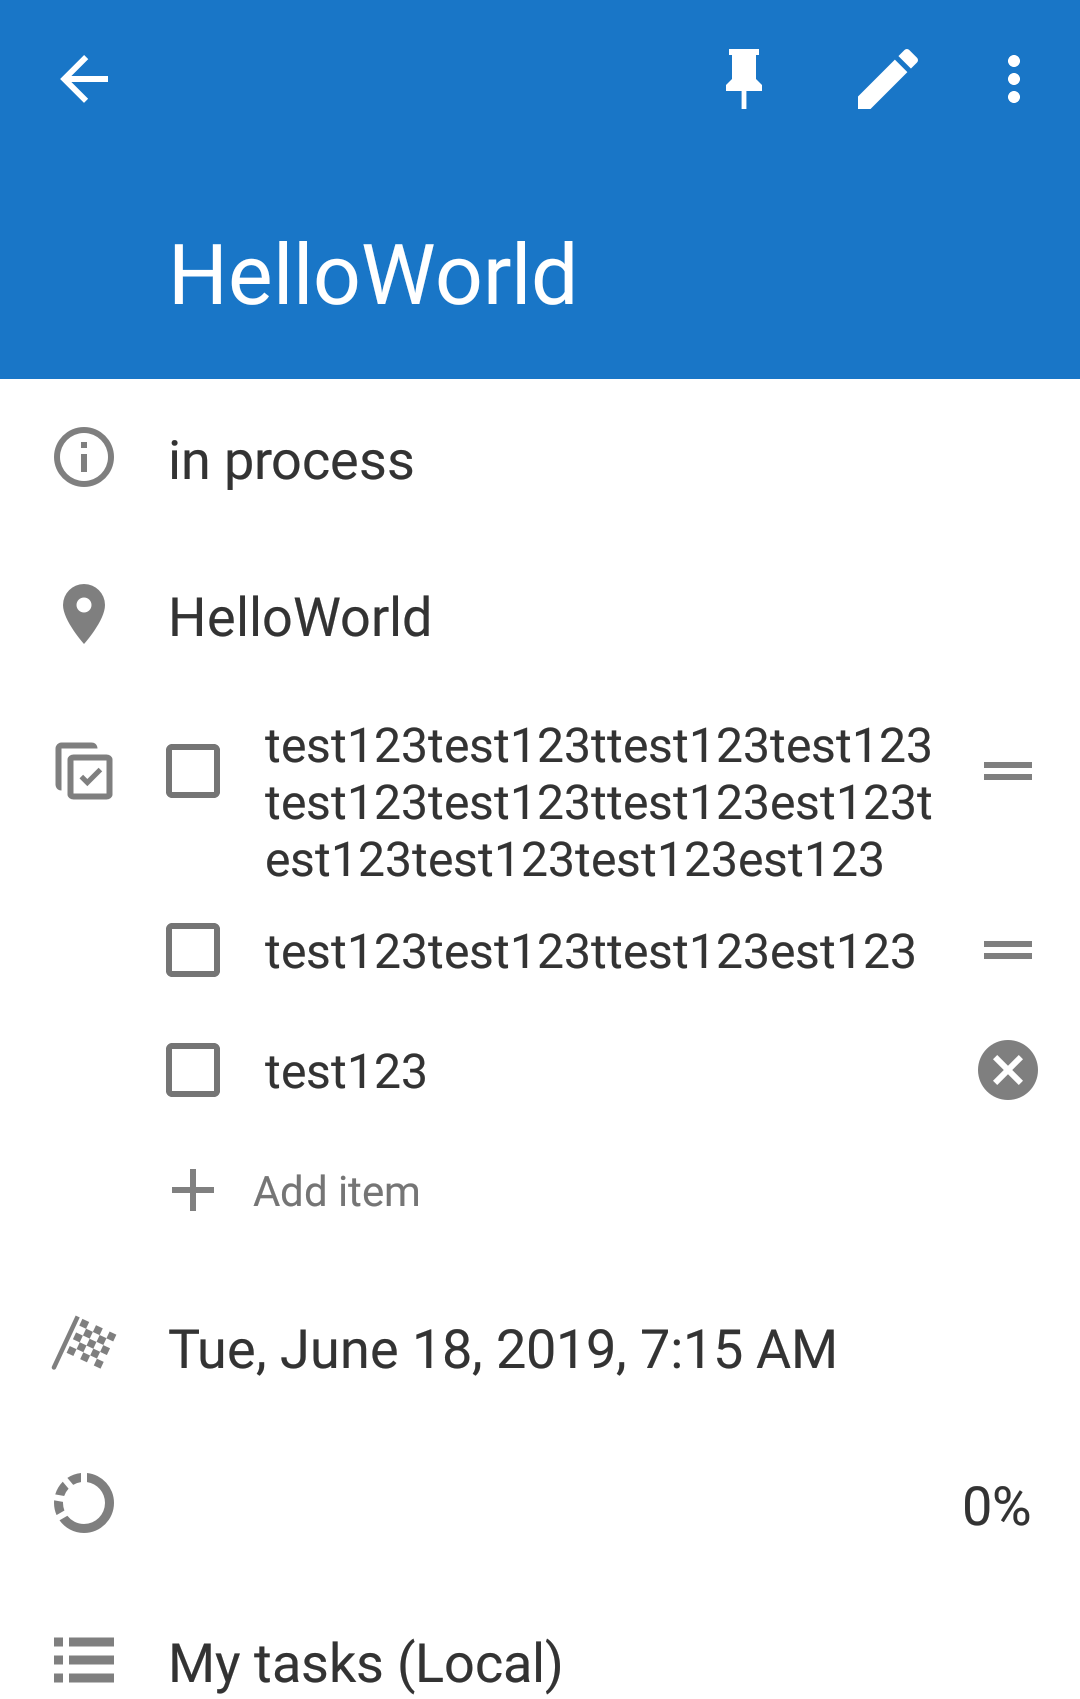 HelloWorld
in process
HelloWorld
test123test123ttest123test123
test123test123ttest123est123t
est123test123test123est123
test123test123ttest123est123
test123
Add item
Tue, June 18, 2019, 7:15 AM
0%
My tasks (Local)